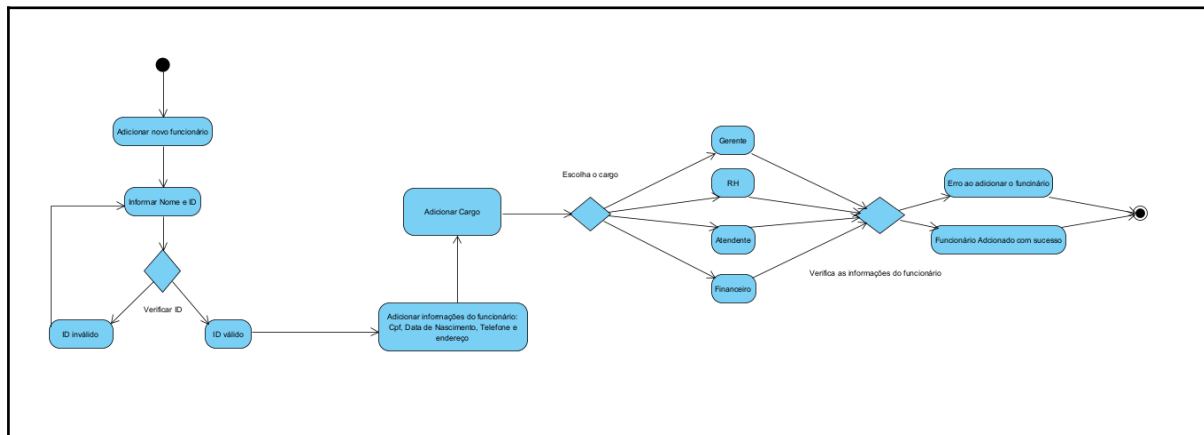 Adicionar novo funcionário
Informar Nome e ID
Verificar ID
ID inválido
ID válido
Adicionar informações do funcionário:
Cpf, Data de Nascimento, Telefone e
endereço
Adicionar Cargo
Escolha o cargo
Gerente
RH
Atendente
Financeiro
Verifica as informações do funcionário
Erro ao adicionar o funcinário
Funcionário Adcionado com sucesso